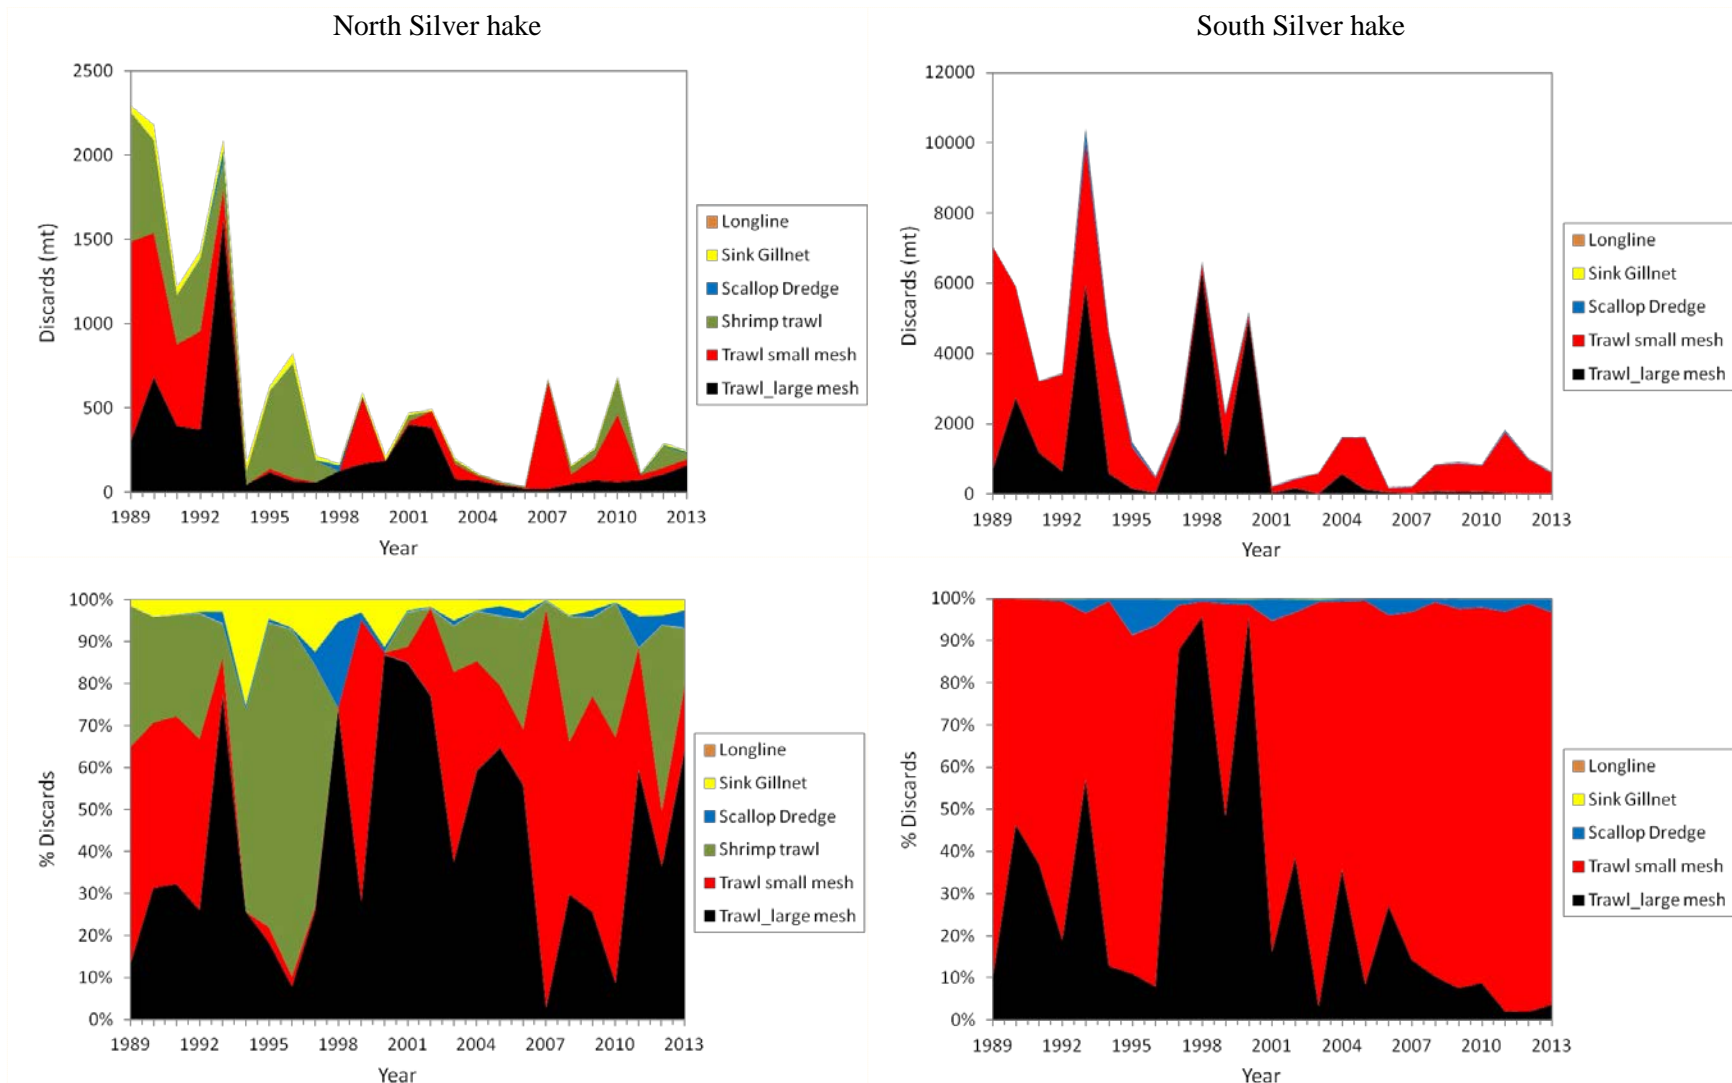 North Silver hake
2500
2000
1500
1000
500
0
Discards (mt)
1989 1992 1995 1998 2001 2004 2007 2010 2013
Year
Longline
Sink Gillnet
Scallop Dredge
Shrimp trawl
Trawl small mesh
Trawl_large mesh
South Silver hake
12000
10000
8000
6000
4000
2000
0
Discards (mt)
1989 1992 1995 1998 2001 2004 2007 2010 2013
Year
Longline
Sink Gillnet
Scallop Dredge
Trawl small mesh
Trawl_large mesh
100%
90%
80%
70%
60%
50%
40%
30%
20%
10%
0%
% Discards
1989 1992 1995 1998 2001 2004 2007 2010 2013
Year
Longline
Sink Gillnet
Scallop Dredge
Shrimp trawl
Trawl small mesh
Trawl_large mesh
100%
90%
80%
70%
60%
50%
40%
30%
20%
10%
0%
% Discards
1989 1992 1995 1998 2001 2004 2007 2010 2013
Year
Longline
Sink Gillnet
Scallop Dredge
Trawl small mesh
Trawl_large mesh